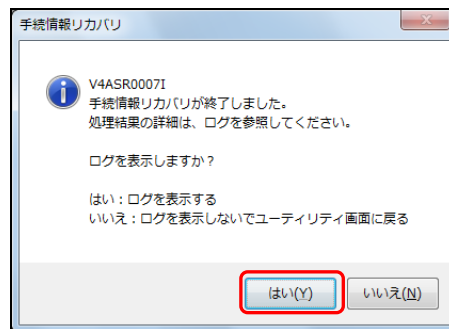 手続情報リカバリ
V4ASR0007I
手続情報リカバリが終了しました。
処理結果の詳細は、ログを参照してください。
ログを表示しますか？
はい：ログを表示する
いいえ：ログを表示しないでユーティリティ画面に戻る
はい(Y) いいえ(N)